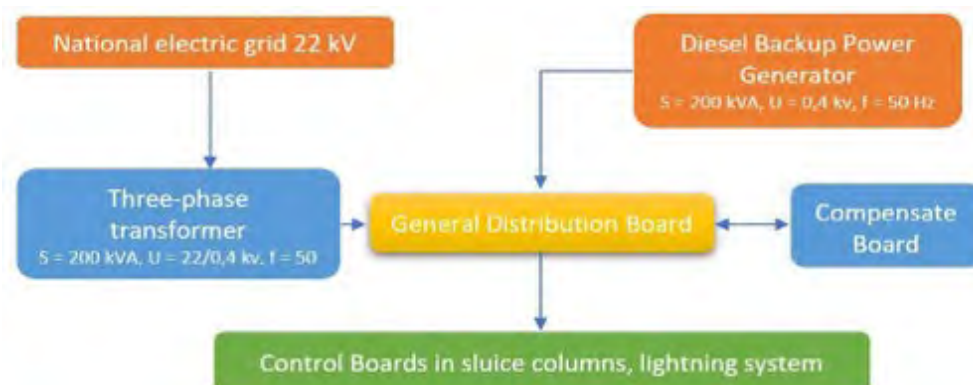 National electric grid 22 kV
Diesel Backup Power
Generator
S = 200 kVA, U = 0,4 kv, f = 50 Hz
Three-phase
transformer
S = 200 kVA, U = 22/0,4 kv, f = 50
General Distribution Board
Compensate
Board
Control Boards in sluice columns, lightning system